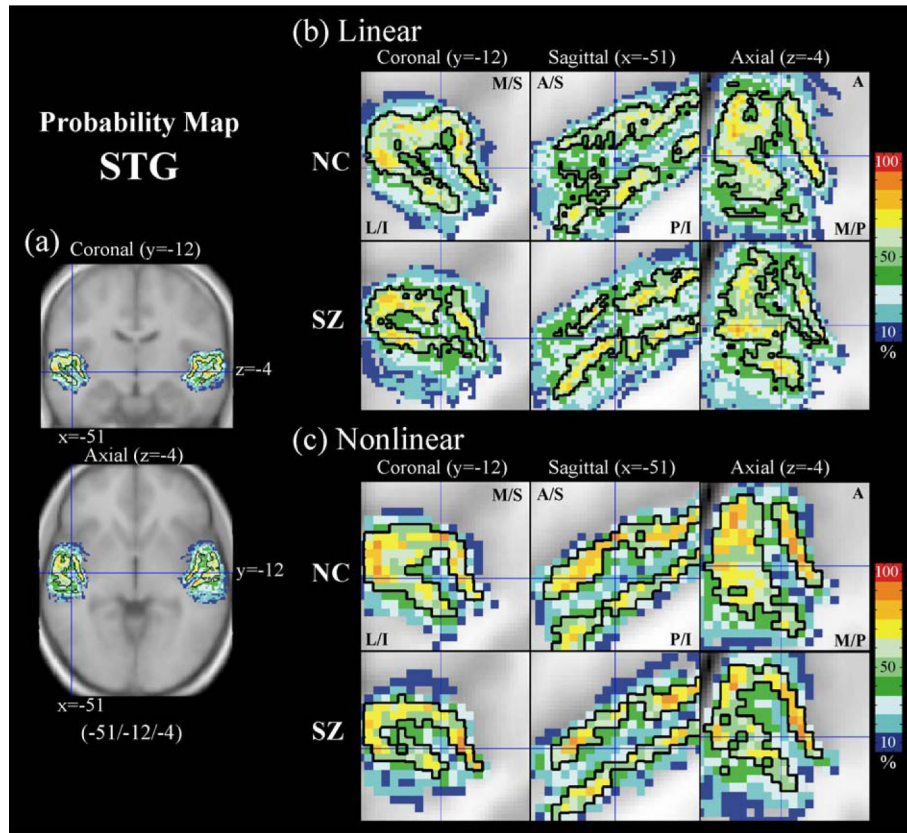 Probability Map
STG
(a)
Coronal (y=-12)
z=-4
x=-51
Axial (z=-4)
y=-12
x=-51
(-51/-12/-4)
(b) Linear
Coronal (y=-12) Sagittal (x=-51) Axial (z=-4)
M/S A/S A
NC
L/I P/I M/P
SZ
100
50
10
%
(c) Nonlinear
Coronal (y=-12) Sagittal (x=-51) Axial (z=-4)
M/S A/S A
NC
L/I P/I M/P
SZ
100
50
10
%